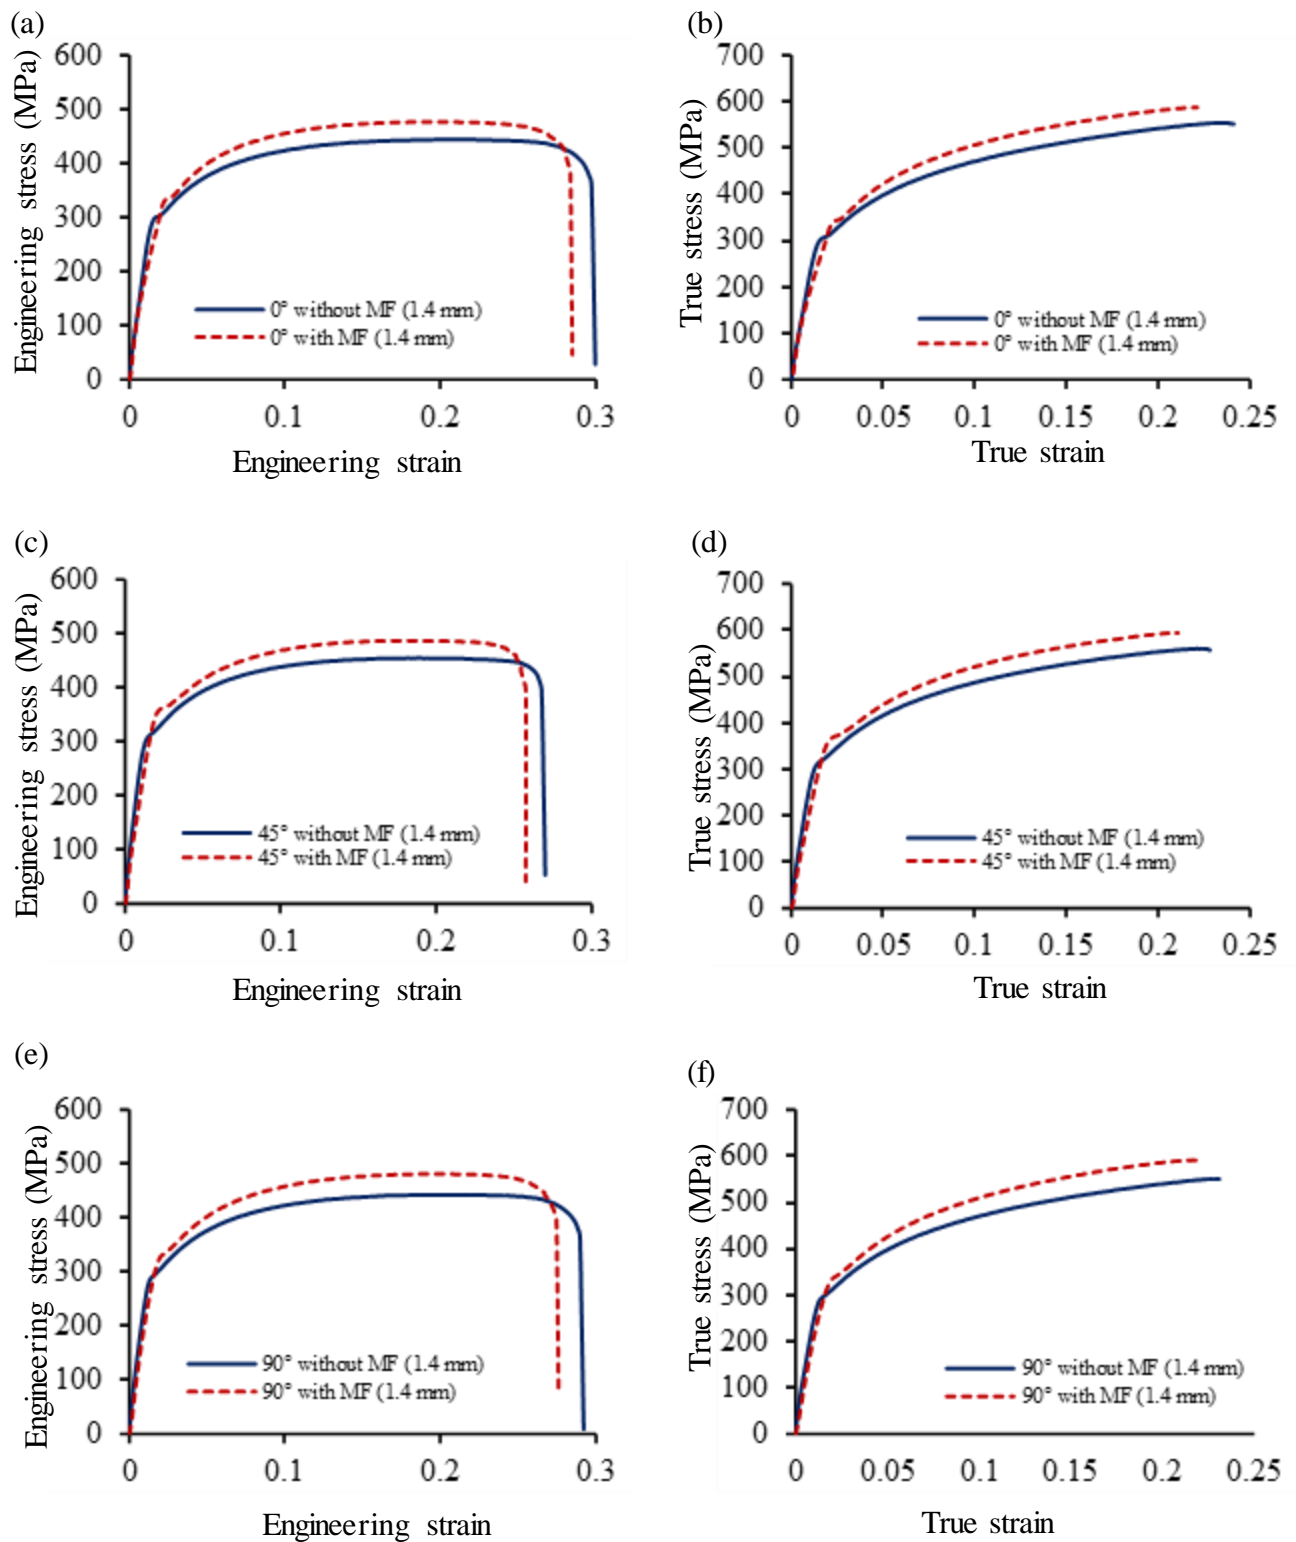 (a)
Engineering stress (MPa)
600
500
400
300
200
100
0
0° without MF (1.4 mm)
0° with MF (1.4 mm)
0 0.1 0.2 0.3
Engineering strain
(b)
True stress (MPa)
700
600
500
400
300
200
100
0
0° without MF (1.4 mm)
0° with MF (1.4 mm)
0 0.05 0.1 0.15 0.2 0.25
True strain
(c)
Engineering stress (MPa)
600
500
400
300
200
100
0
45° without MF (1.4 mm)
45° with MF (1.4 mm)
0 0.1 0.2 0.3
Engineering strain
(d)
True stress (MPa)
700
600
500
400
300
200
100
0
45° without MF (1.4 mm)
45° with MF (1.4 mm)
0 0.05 0.1 0.15 0.2 0.25
True strain
(e)
Engineering stress (MPa)
600
500
400
300
200
100
0
90° without MF (1.4 mm)
90° with MF (1.4 mm)
0 0.1 0.2 0.3
Engineering strain
(f)
True stress (MPa)
700
600
500
400
300
200
100
0
90° without MF (1.4 mm)
90° with MF (1.4 mm)
0 0.05 0.1 0.15 0.2 0.25
True strain